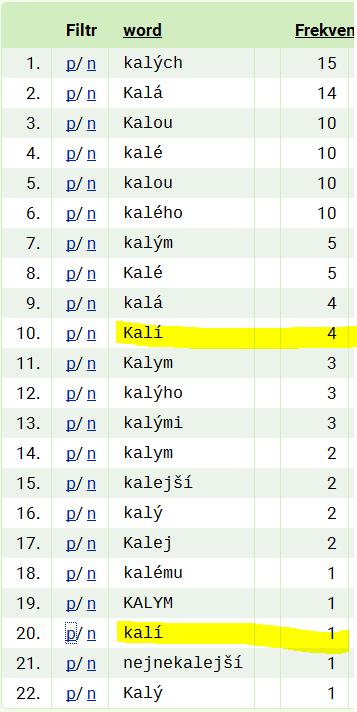 Filtr word Frekven
1. p/ n kalých 15
2. p/ n Kalá 14
3. p/ n Kalou 10
4. p/ n kalé 10
5. p/ n kalou 10
6. p/ n kalého 10
7. p/ n kalým 5
8. p/ n Kalé 5
9. p/ n kalá 4
10. p/ n Kalí 4
11. p/ n Kalym 3
12. p/ n kalýho 3
13. p/ n kalými 3
14. p/ n kalym 2
15. p/ n kalejší 2
16. p/ n kalý 2
17. p/ n Kalej 2
18. p/ n kalému 1
19. p/ n KALYM 1
20. p/ n kalí 1
21. p/ n nejnekalejší 1
22. p/ n Kalý 1